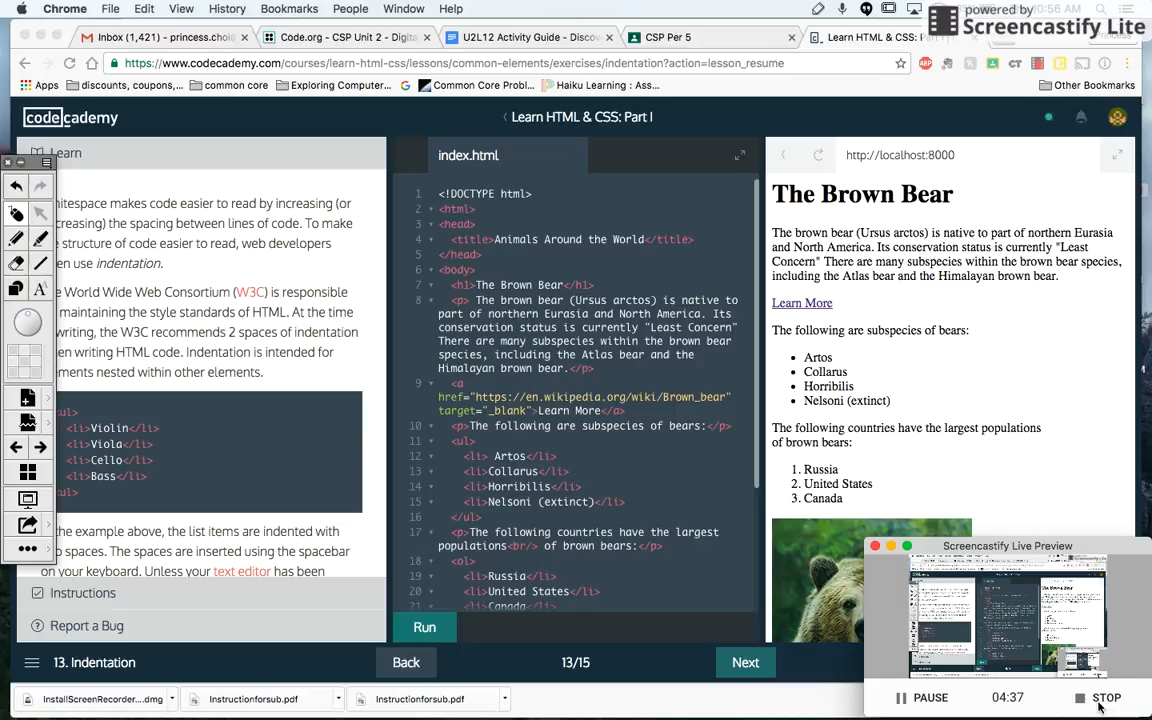 Chrome File Edit View History Bookmarks People Window Help 10:56 AM
powered by
Screencastify Lite
Inbox (1,421) - princess.choi@ Code.org - CSP Unit 2 - Digita U2L12 Activity Guide - Docum CSP Per 5 Learn HTML & CSS: Part I
https://www.codecademy.com/courses/learn-html-css/lessons/common-elements/exercises/indentation?action=lesson_resume
Apps discounts, coupons,... common core Exploring Computer... Common Core Prob... Haiku Learning : Ass... Other Bookmarks
codecademy Learn HTML & CSS: Part I
Learn
itespace makes code easier to read by increasing (or
creasing) the spacing between lines of code. To make
structure of code easier to read, web developers
en use indentation.
e World Wide Web Consortium (W3C) is responsible
maintaining the style standards of HTML. At the time
writing, the W3C recommends 2 spaces of indentation
en writing HTML code. Indentation is intended for
ements nested within other elements.
ul>
<li>Violin</li>
<li>Viola</li>
<li>Cello</li>
<li>Bass</li>
ul>
the example above, the list items are indented with
o spaces. The spaces are inserted using the spacebar
on your keyboard. Unless your text editor has been
Instructions
Report a Bug
index.html
1 <!DOCTYPE html>
2 <html>
3 <head>
4 <title>Animals Around the World</title>
5 </head>
6 <body>
7 <h1>The Brown Bear</h1>
8 <p> The brown bear (Ursus arctos) is native to
part of northern Eurasia and North America. Its
conservation status is currently "Least Concern"
There are many subspecies within the brown bear
species, including the Atlas bear and the
Himalayan brown bear.</p>
9 <a
href="https://en.wikipedia.org/wiki/Brown_bear"
target="_blank">Learn More</a>
10 <p>The following are subspecies of bears:</p>
11 <ul>
12 <li> Artos</li>
13 <li>Collarus</li>
14 <li>Horribilis</li>
15 <li>Nelsoni (extinct)</li>
16 </ul>
17 <p>The following countries have the largest
populations<br/> of brown bears:</p>
18 <ol>
19 <li>Russia</li>
20 <li>United States</li>
21 <li>Canada</li>
Run
http://localhost:8000
The Brown Bear
The brown bear (Ursus arctos) is native to part of northern Eurasia
and North America. Its conservation status is currently "Least
Concern" There are many subspecies within the brown bear species,
including the Atlas bear and the Himalayan brown bear.
Learn More
The following are subspecies of bears:
Artos
Collarus
Horribilis
Nelsoni (extinct)
The following countries have the largest populations
of brown bears:
1. Russia
2. United States
3. Canada
Screencastify Live Preview
PAUSE 04:37 STOP
13. Indentation Back 13/15 Next
InstallScreenRecorder....dmg Instructionforsub.pdf Instructionforsub.pdf